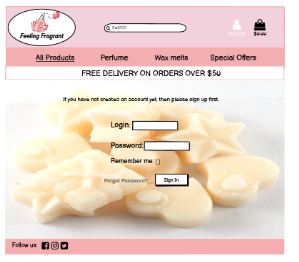 Feeling Fragrant
Search
Account
$0.00
All Products Perfume Wax melts Special Offers
FREE DELIVERY ON ORDERS OVER $50
If you have not created an account yet, then please sign up first.
Login:
Password:
Remember me:
Forgot Password? Sign In
Follow us: